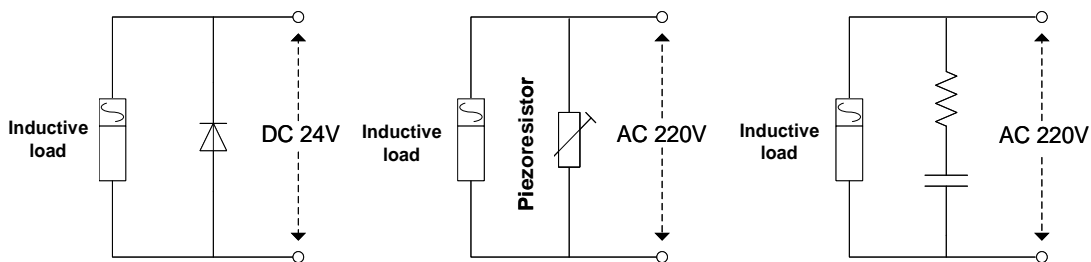 Inductive
load
DC 24V
Inductive
load
Piezoresistor
AC 220V
Inductive
load
AC 220V